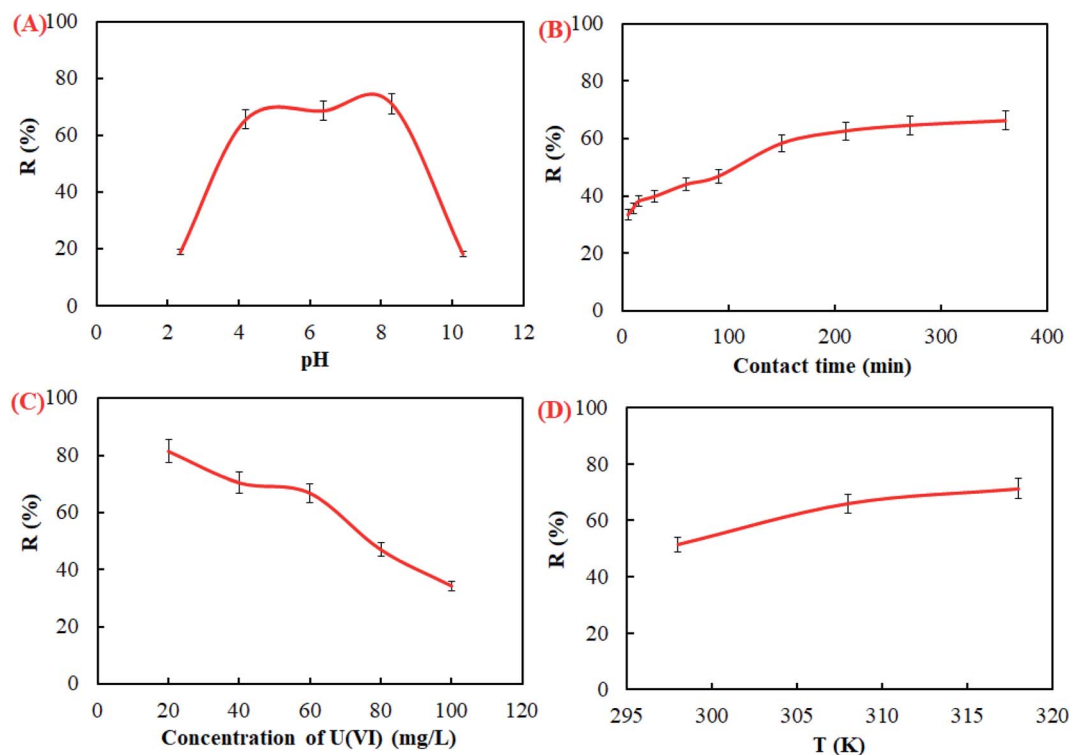 (A)
100
80
60
40
20
0
R (%)
0 2 4 6 8 10 12
pH
(B)
100
80
60
40
20
0
R (%)
0 100 200 300 400
Contact time (min)
(C)
100
80
60
40
20
0
R (%)
0 20 40 60 80 100 120
Concentration of U(VI) (mg/L)
(D)
100
80
60
40
20
0
R (%)
295 300 305 310 315 320
T (K)